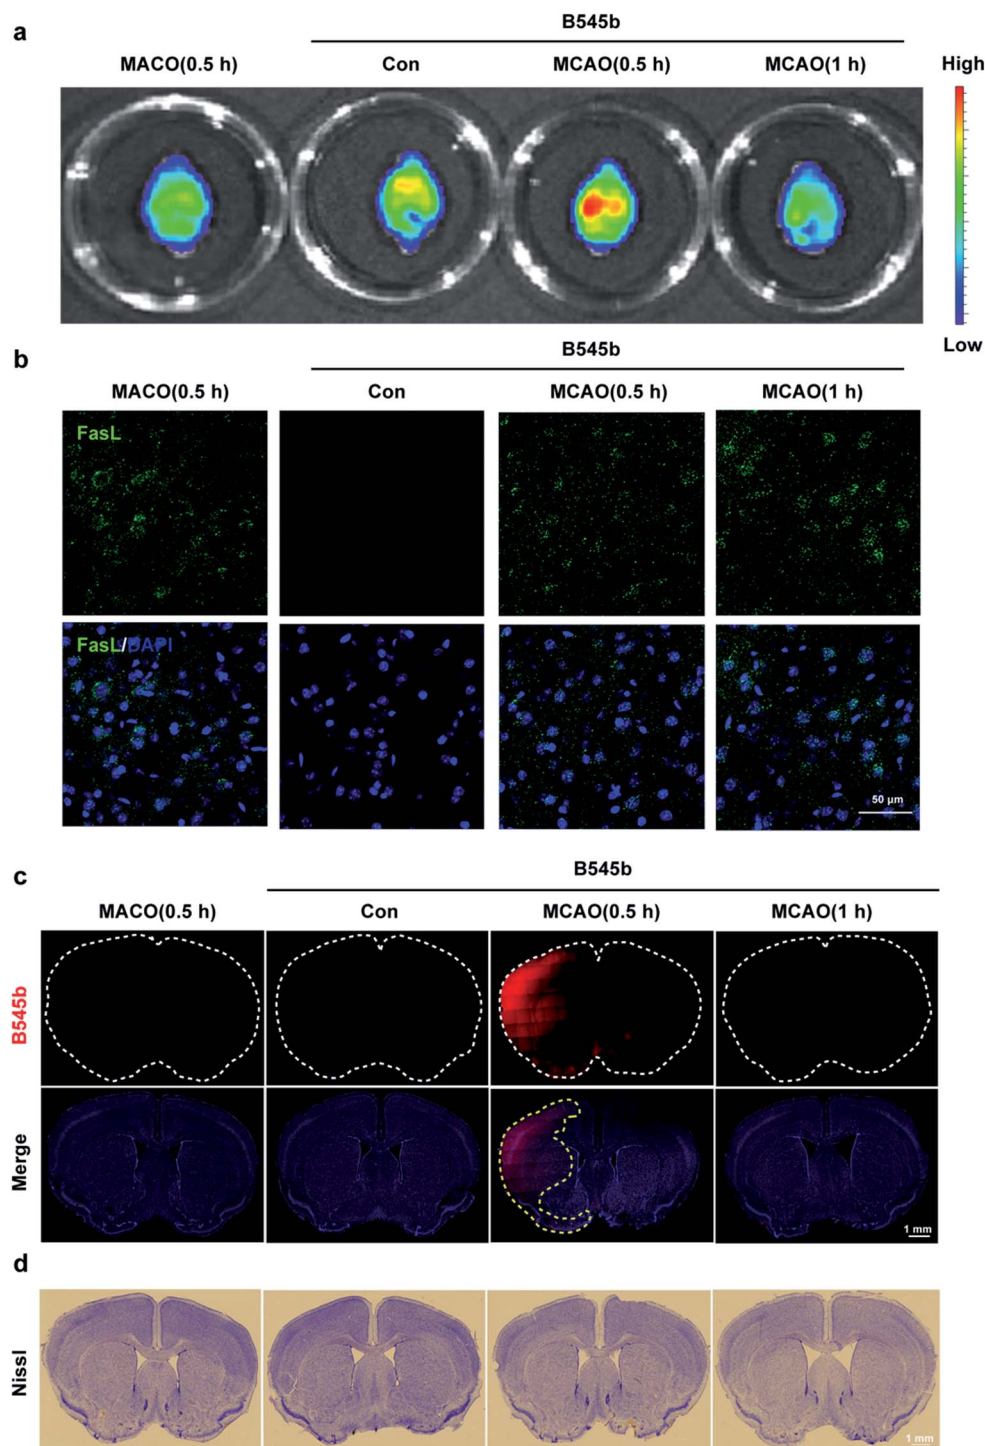 a
B545b
MACO(0.5 h) Con MCAO(0.5 h) MCAO(1 h)
High
Low
b
B545b
MACO(0.5 h) Con MCAO(0.5 h) MCAO(1 h)
FasL
FasL/DAPI
50 μm
c
B545b
MACO(0.5 h) Con MCAO(0.5 h) MCAO(1 h)
B545b
Merge
1 mm
d
Nissl
1 mm